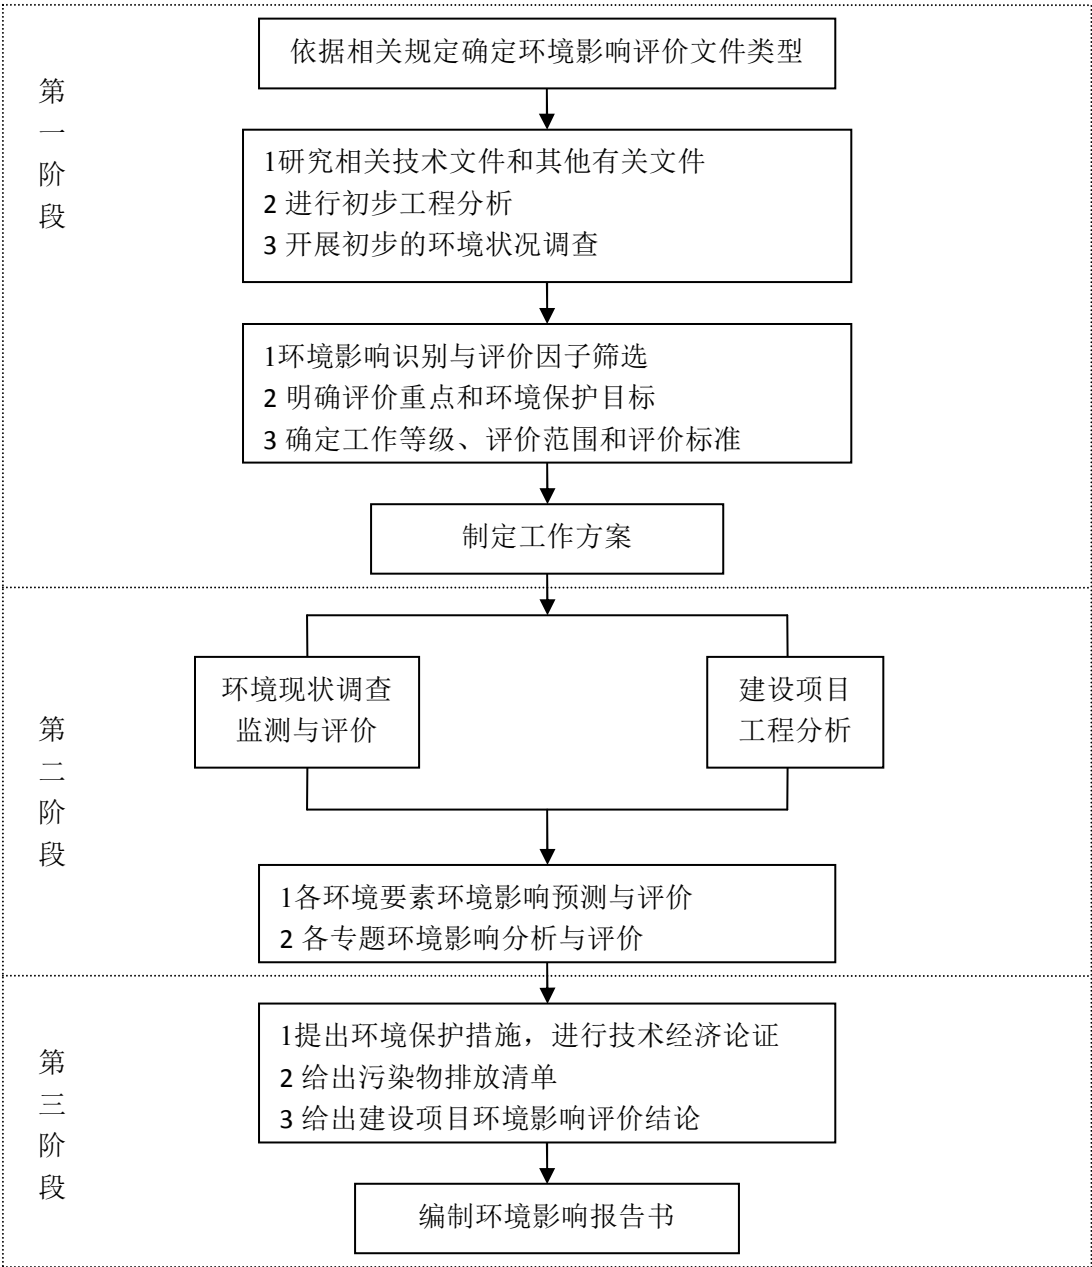 第一阶段
依据相关规定确定环境影响评价文件类型
1研究相关技术文件和其他有关文件
2 进行初步工程分析
3 开展初步的环境状况调查
1环境影响识别与评价因子筛选
2 明确评价重点和环境保护目标
3 确定工作等级、评价范围和评价标准
制定工作方案
第二阶段
环境现状调查
监测与评价
建设项目
工程分析
1各环境要素环境影响预测与评价
2 各专题环境影响分析与评价
第三阶段
1提出环境保护措施，进行技术经济论证
2 给出污染物排放清单
3 给出建设项目环境影响评价结论
编制环境影响报告书